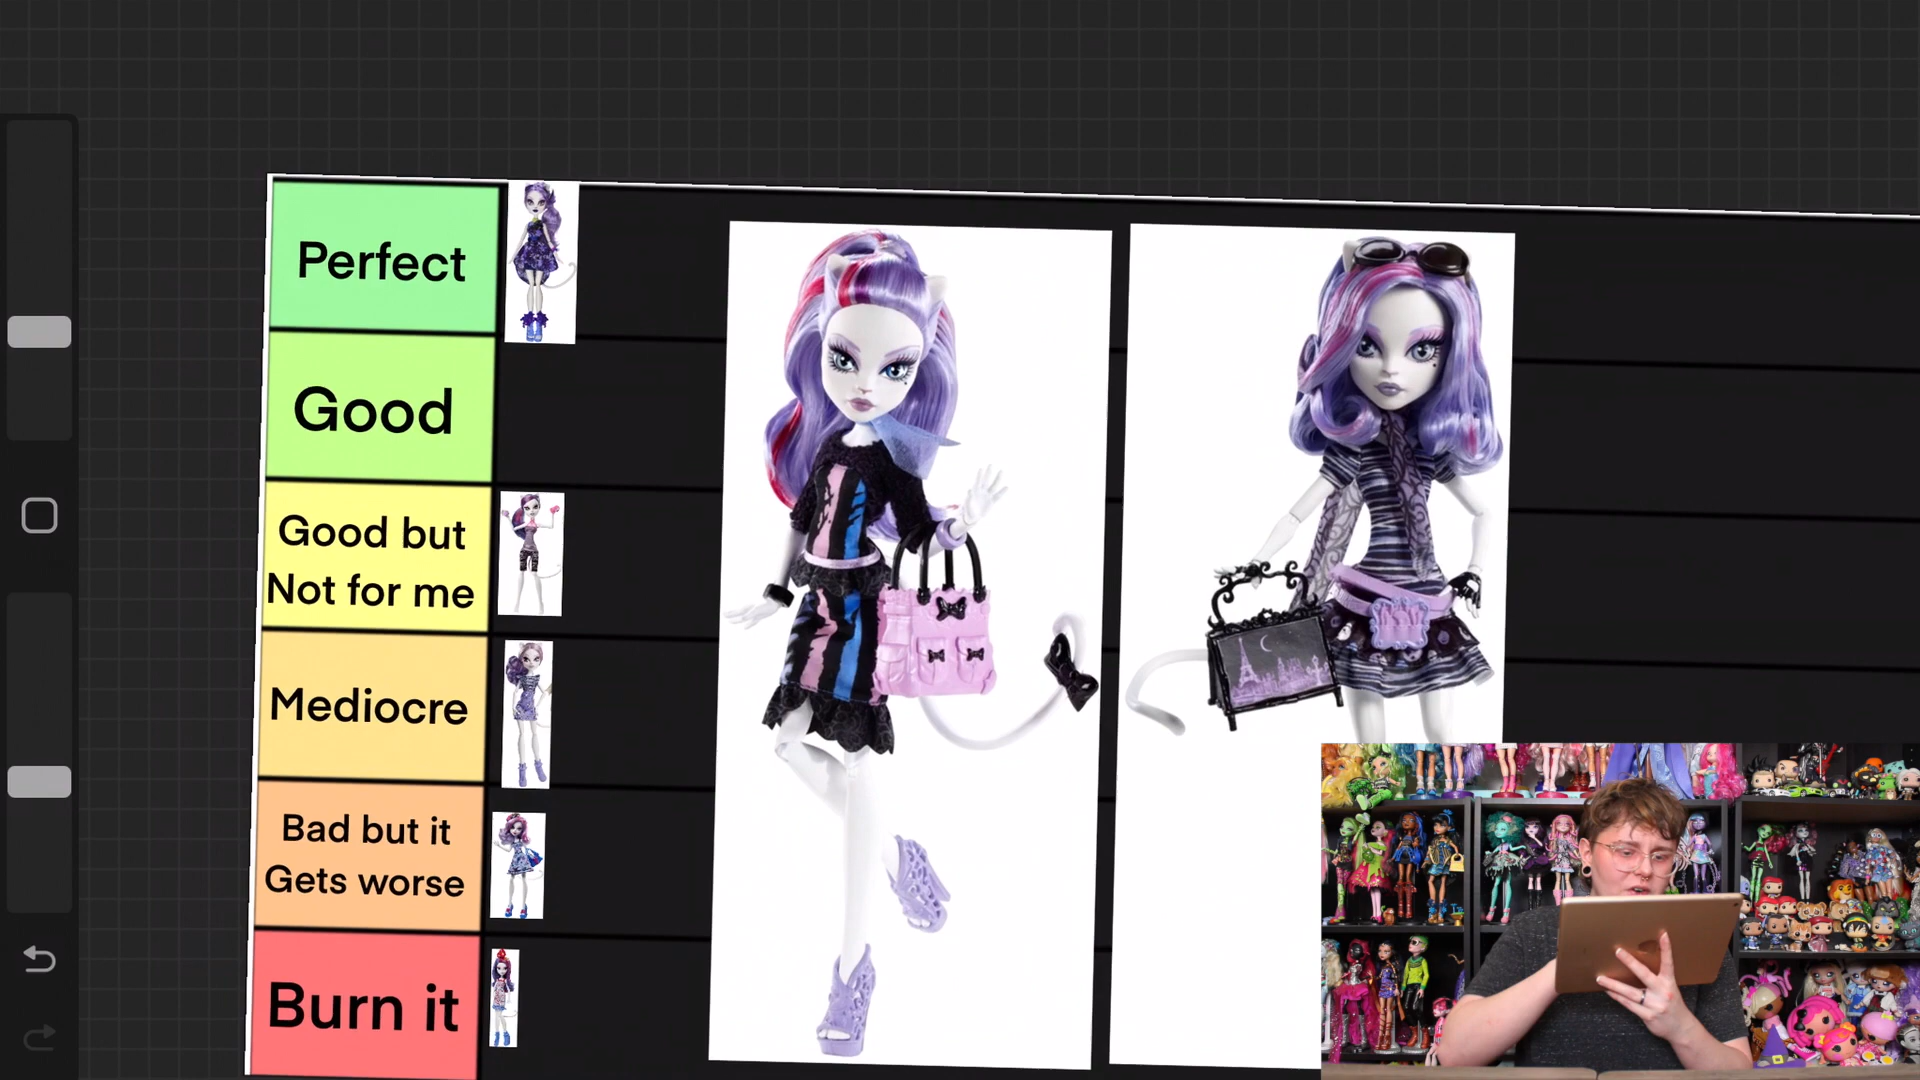 Perfect
Good
Good but
Not for me
Mediocre
Bad but it
Gets worse
Burn it